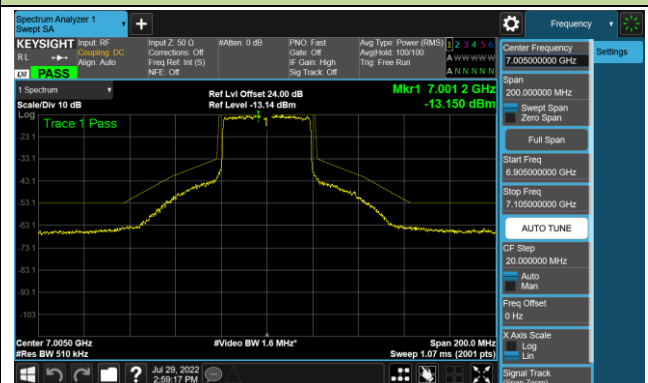 Spectrum Analyzer 1
Swept SA
Frequency
KEYSIGHT
Input: RF
Coupling: DC
Align: Auto
Input Z: 50 Ω
Corrections: Off
Freq Ref: Int (S)
NFE: Off
#Atten: 0 dB
PNO: Fast
Gate: Off
IF Gain: High
Sig Track: Off
Avg Type: Power (RMS)
Avg|Hold: 100/100
Trig: Free Run
1 2 3 4 5 6
A W W W W W
A N N N N N
RL
LXI
PASS
1 Spectrum
Scale/Div 10 dB
Ref Lvl Offset 24.00 dB
Ref Level -13.14 dBm
Mkr1 7.001 2 GHz
-13.150 dBm
Log
Trace 1 Pass
1
-23.1
-33.1
-43.1
-53.1
-63.1
-73.1
-83.1
-93.1
-103
Center 7.0050 GHz
#Res BW 510 kHz
#Video BW 1.6 MHz*
Span 200.0 MHz
Sweep 1.07 ms (2001 pts)
Jul 29, 2022
2:59:17 PM
Center Frequency
7.005000000 GHz
Settings
Span
200.000000 MHz
Swept Span
Zero Span
Full Span
Start Freq
6.905000000 GHz
Stop Freq
7.105000000 GHz
AUTO TUNE
CF Step
20.000000 MHz
Auto
Man
Freq Offset
0 Hz
X Axis Scale
Log
Lin
Signal Track
(Span Zoom)